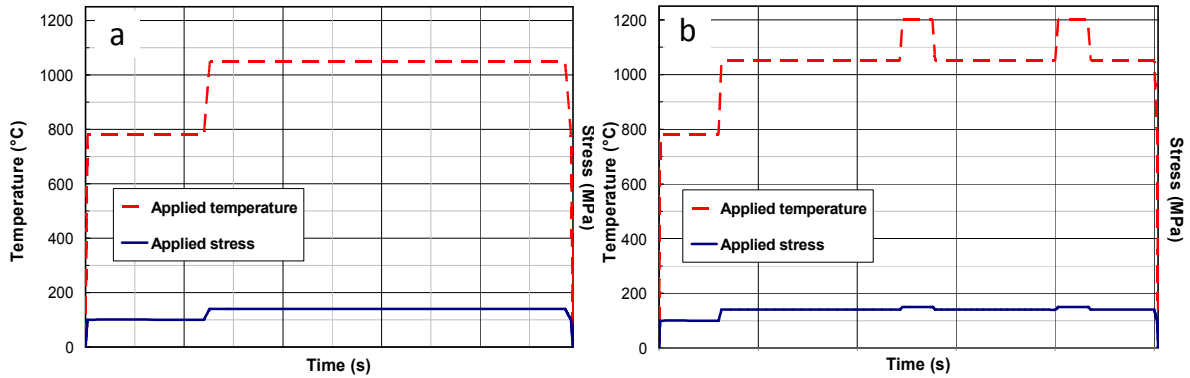 a
1200
1000
800
600
400
200
0
Temperature (°C)
Applied temperature
Applied stress
Time (s)
Stress (MPa)
b
1200
1000
800
600
400
200
0
Temperature (°C)
Applied temperature
Applied stress
Time (s)
Stress (MPa)